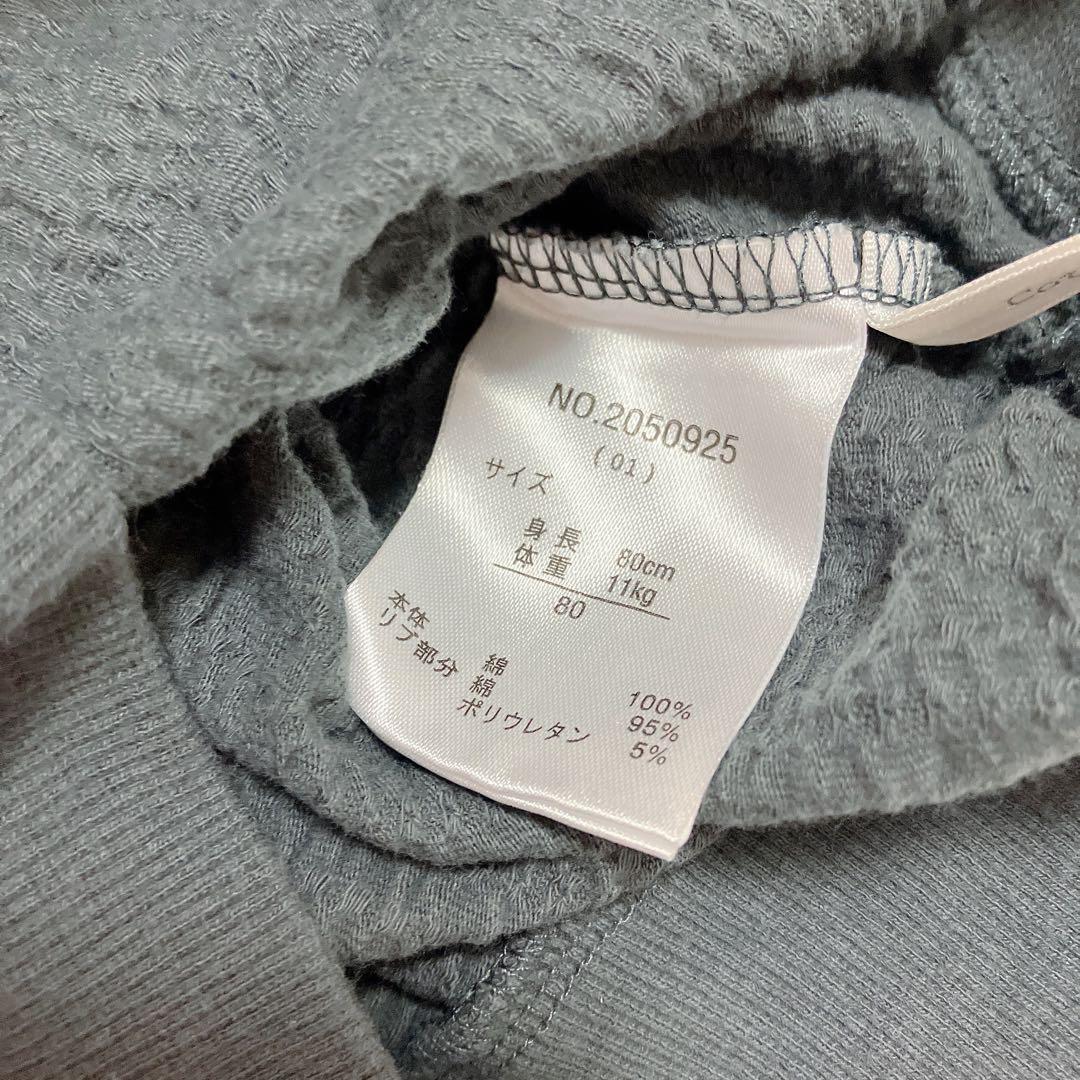 NO.2050925
(01)
サイズ
身長 80cm
体重 11kg
80
本体 綿 100%
リブ部分 綿 95%
ポリウレタン 5%